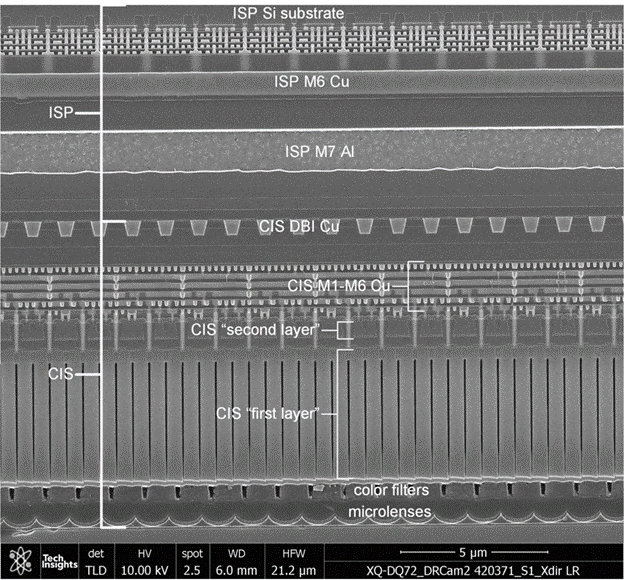 ISP Si substrate
ISP M6 Cu
ISP
ISP M7 Al
CIS DBI Cu
CIS M1-M6 Cu
CIS "second layer"
CIS
CIS "first layer"
color filters
microlenses
Tech Insights
det HV spot WD HFW
TLD 10.00 kV 2.5 6.0 mm 21.2 µm
5 µm
XQ-DQ72_DRCam2 420371_S1_Xdir LR